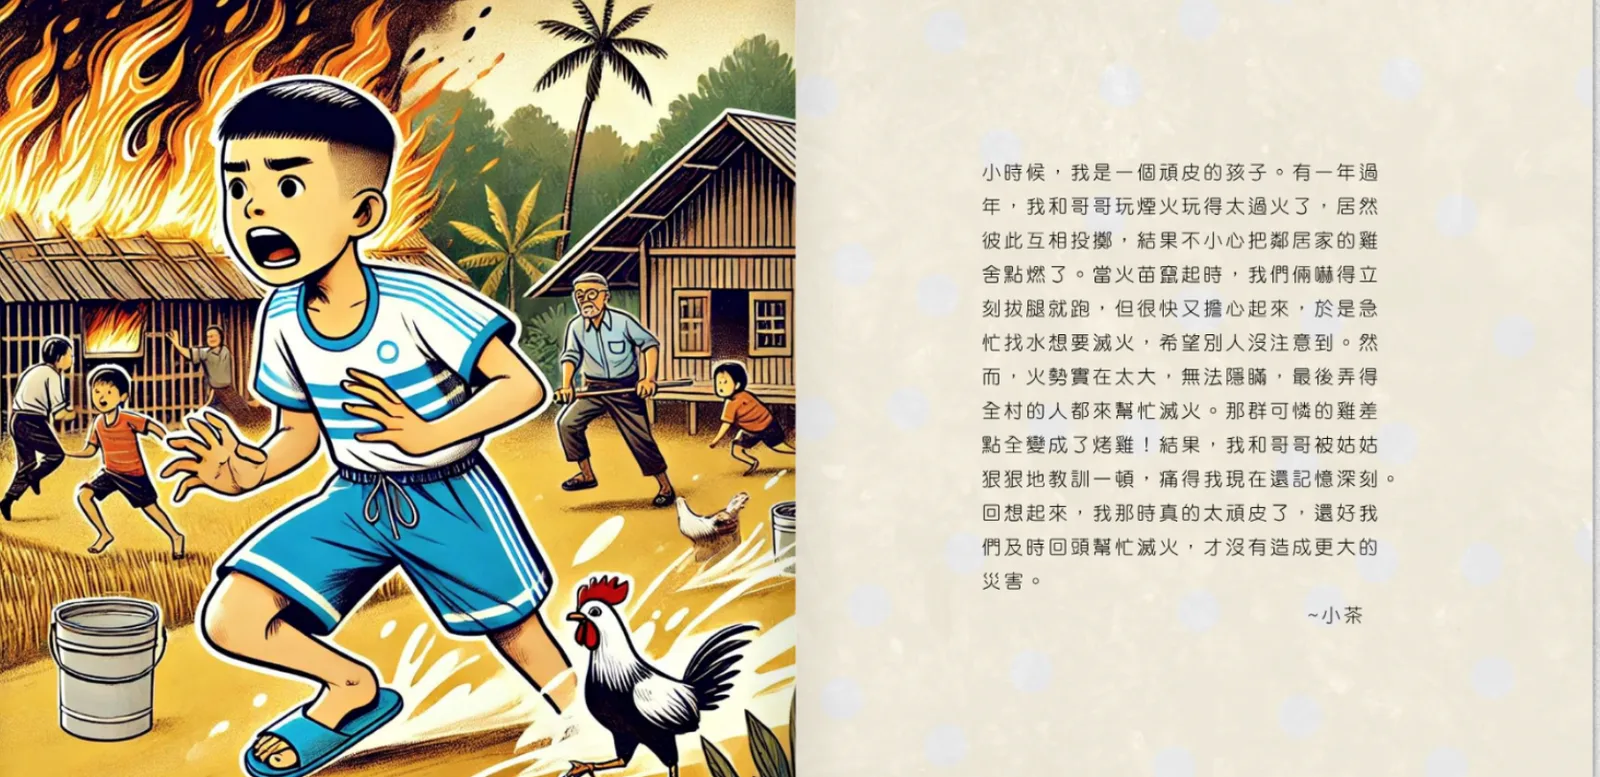 小時候，我是一個頑皮的孩子。有一年過
年，我和哥哥玩煙火玩得太過火了，居然
彼此互相投擲，結果不小心把鄰居家的雞
舍點燃了。當火苗竄起時，我們倆嚇得立
刻拔腿就跑，但很快又擔心起來，於是急
忙找水想要滅火，希望別人沒注意到。然
而，火勢實在太大，無法隱瞞，最後弄得
全村的人都來幫忙滅火。那群可憐的雞差
點全變成了烤雞！結果，我和哥哥被姑姑
狠狠地教訓一頓，痛得我現在還記憶深刻。
回想起來，我那時真的太頑皮了，還好我
們及時回頭幫忙滅火，才沒有造成更大的
災害。
~小茶